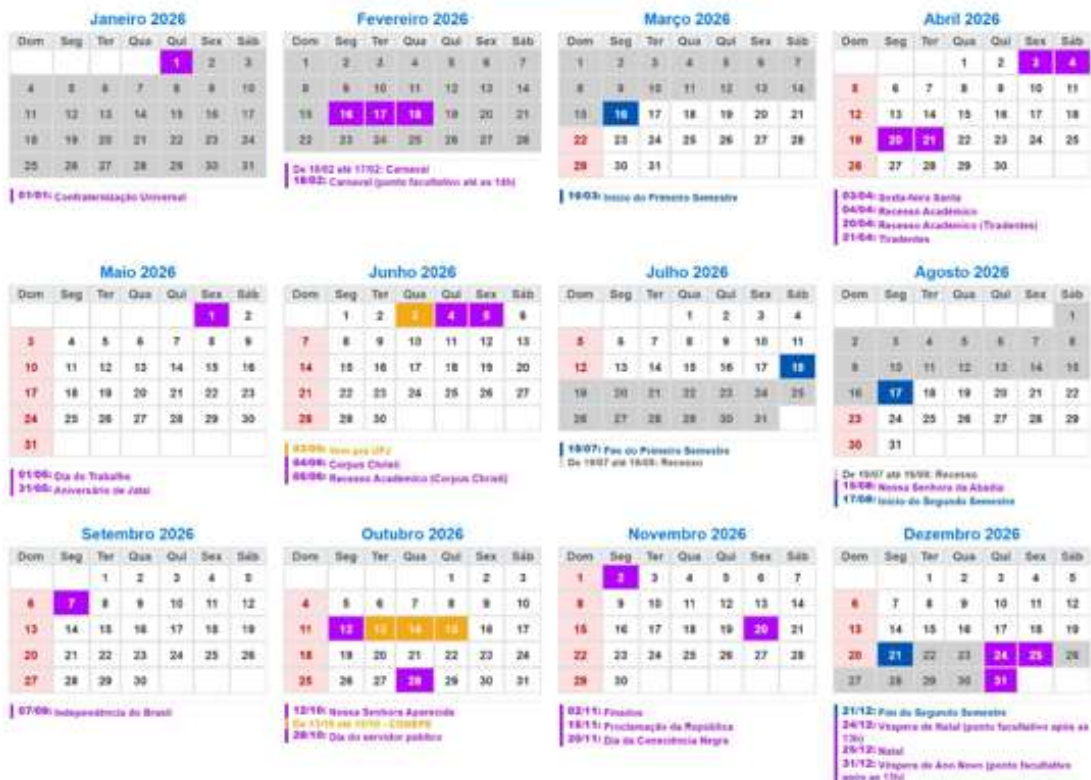 Janeiro 2026
Dom Seg Ter Qua Qui Sex Sáb
1 2 3
4 5 6 7 8 9 10
11 12 13 14 15 16 17
18 19 20 21 22 23 24
25 26 27 28 29 30 31
01/01: Confraternização Universal
Fevereiro 2026
Dom Seg Ter Qua Qui Sex Sáb
1 2 3 4 5 6 7
8 9 10 11 12 13 14
15 16 17 18 19 20 21
22 23 24 25 26 27 28
De 16/02 até 17/02: Carnaval
18/02: Carnaval (ponto facultativo até as 14h)
Março 2026
Dom Seg Ter Qua Qui Sex Sáb
1 2 3 4 5 6 7
8 9 10 11 12 13 14
15 16 17 18 19 20 21
22 23 24 25 26 27 28
29 30 31
16/03: Início do Primeiro Semestre
Abril 2026
Dom Seg Ter Qua Qui Sex Sáb
1 2 3 4
5 6 7 8 9 10 11
12 13 14 15 16 17 18
19 20 21 22 23 24 25
26 27 28 29 30
03/04: Sexta-feira Santa
04/04: Recesso Acadêmico
20/04: Recesso Academico (Tiradentes)
21/04: Tiradentes
Maio 2026
Dom Seg Ter Qua Qui Sex Sáb
1 2
3 4 5 6 7 8 9
10 11 12 13 14 15 16
17 18 19 20 21 22 23
24 25 26 27 28 29 30
31
01/05: Dia do Trabalho
31/05: Aniversário de Jataí
Junho 2026
Dom Seg Ter Qua Qui Sex Sáb
1 2 3 4 5 6
7 8 9 10 11 12 13
14 15 16 17 18 19 20
21 22 23 24 25 26 27
28 29 30
03/06: Vem pra UFJ
04/06: Corpus Christi
05/06: Recesso Academico (Corpus Christi)
Julho 2026
Dom Seg Ter Qua Qui Sex Sáb
1 2 3 4
5 6 7 8 9 10 11
12 13 14 15 16 17 18
19 20 21 22 23 24 25
26 27 28 29 30 31
18/07: Fim do Primeiro Semestre
De 19/07 até 16/08: Recesso
Agosto 2026
Dom Seg Ter Qua Qui Sex Sáb
1
2 3 4 5 6 7 8
9 10 11 12 13 14 15
16 17 18 19 20 21 22
23 24 25 26 27 28 29
30 31
De 19/07 até 16/08: Recesso
15/08: Nossa Senhora da Abadia
17/08: Início do Segundo Semestre
Setembro 2026
Dom Seg Ter Qua Qui Sex Sáb
1 2 3 4 5
6 7 8 9 10 11 12
13 14 15 16 17 18 19
20 21 22 23 24 25 26
27 28 29 30
07/09: Independência do Brasil
Outubro 2026
Dom Seg Ter Qua Qui Sex Sáb
1 2 3
4 5 6 7 8 9 10
11 12 13 14 15 16 17
18 19 20 21 22 23 24
25 26 27 28 29 30 31
12/10: Nossa Senhora Aparecida
De 13/10 até 15/10 -
28/10: Dia do servidor público
Novembro 2026
Dom Seg Ter Qua Qui Sex Sáb
1 2 3 4 5 6 7
8 9 10 11 12 13 14
15 16 17 18 19 20 21
22 23 24 25 26 27 28
29 30
02/11: Finados
15/11: Proclamação da República
20/11: Dia da Consciência Negra
Dezembro 2026
Dom Seg Ter Qua Qui Sex Sáb
1 2 3 4 5
6 7 8 9 10 11 12
13 14 15 16 17 18 19
20 21 22 23 24 25 26
27 28 29 30 31
21/12: Fim do Segundo Semestre
24/12: Véspera de Natal (ponto facultativo após as
13h)
25/12: Natal
31/12: Véspera de Ano Novo (ponto facultativo
após as 13h)